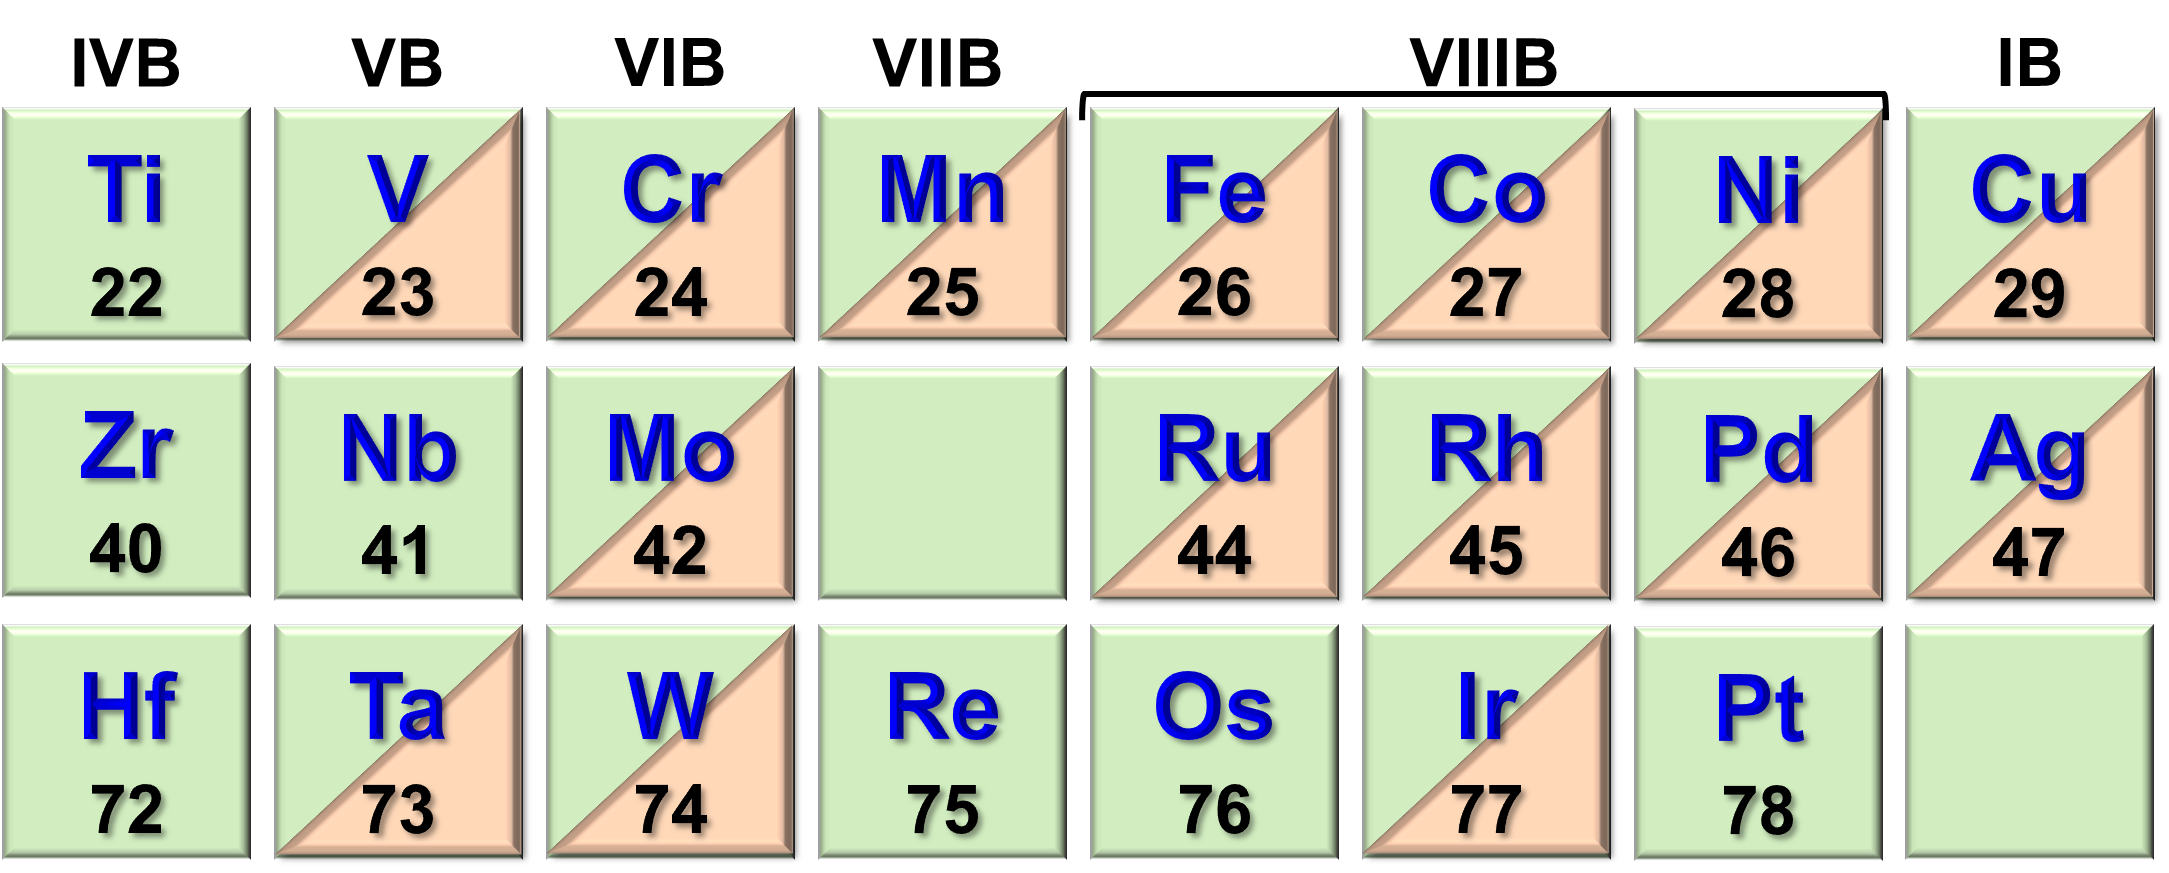 IVB VB VIB VIIB VIIIB IB
Ti V Cr Mn Fe Co Ni Cu
22 23 24 25 26 27 28 29
Zr Nb Mo Ru Rh Pd Ag
40 41 42 44 45 46 47
Hf Ta W Re Os Ir Pt
72 73 74 75 76 77 78